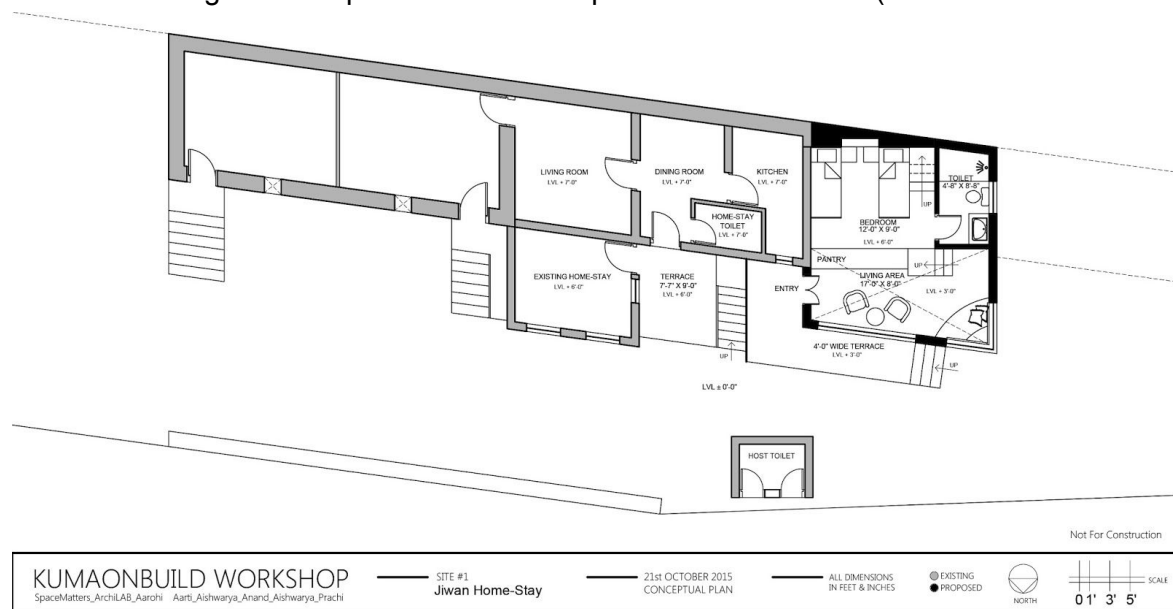 LIVING ROOM
LVL + 7'-0"
DINING ROOM
LVL + 7'-0"
KITCHEN
LVL + 7'-0"
HOME-STAY
TOILET
LVL + 7'-0"
UP
TOILET
4'-6" X 8'-6"
BEDROOM
12'-0" X 9'-0"
LVL + 6'-0"
EXISTING HOME-STAY
LVL + 6'-0"
TERRACE
7'-7" X 9'-0"
LVL + 6'-0"
UP
ENTRY
PANTRY
UP
LIVING AREA
17'-0" X 8'-0"
LVL + 3'-0"
4'-0" WIDE TERRACE
LVL + 3'-0"
UP
LVL ± 0'-0"
HOST TOILET
Not For Construction
KUMAONBUILD WORKSHOP
SpaceMatters_ArchiLAB_Aarohi Aarti_Aishwarya_Anand_Aishwarya_Prachi
SITE #1
Jiwan Home-Stay
21st OCTOBER 2015
CONCEPTUAL PLAN
ALL DIMENSIONS
IN FEET & INCHES
EXISTING
PROPOSED
NORTH
SCALE
0 1' 3' 5'